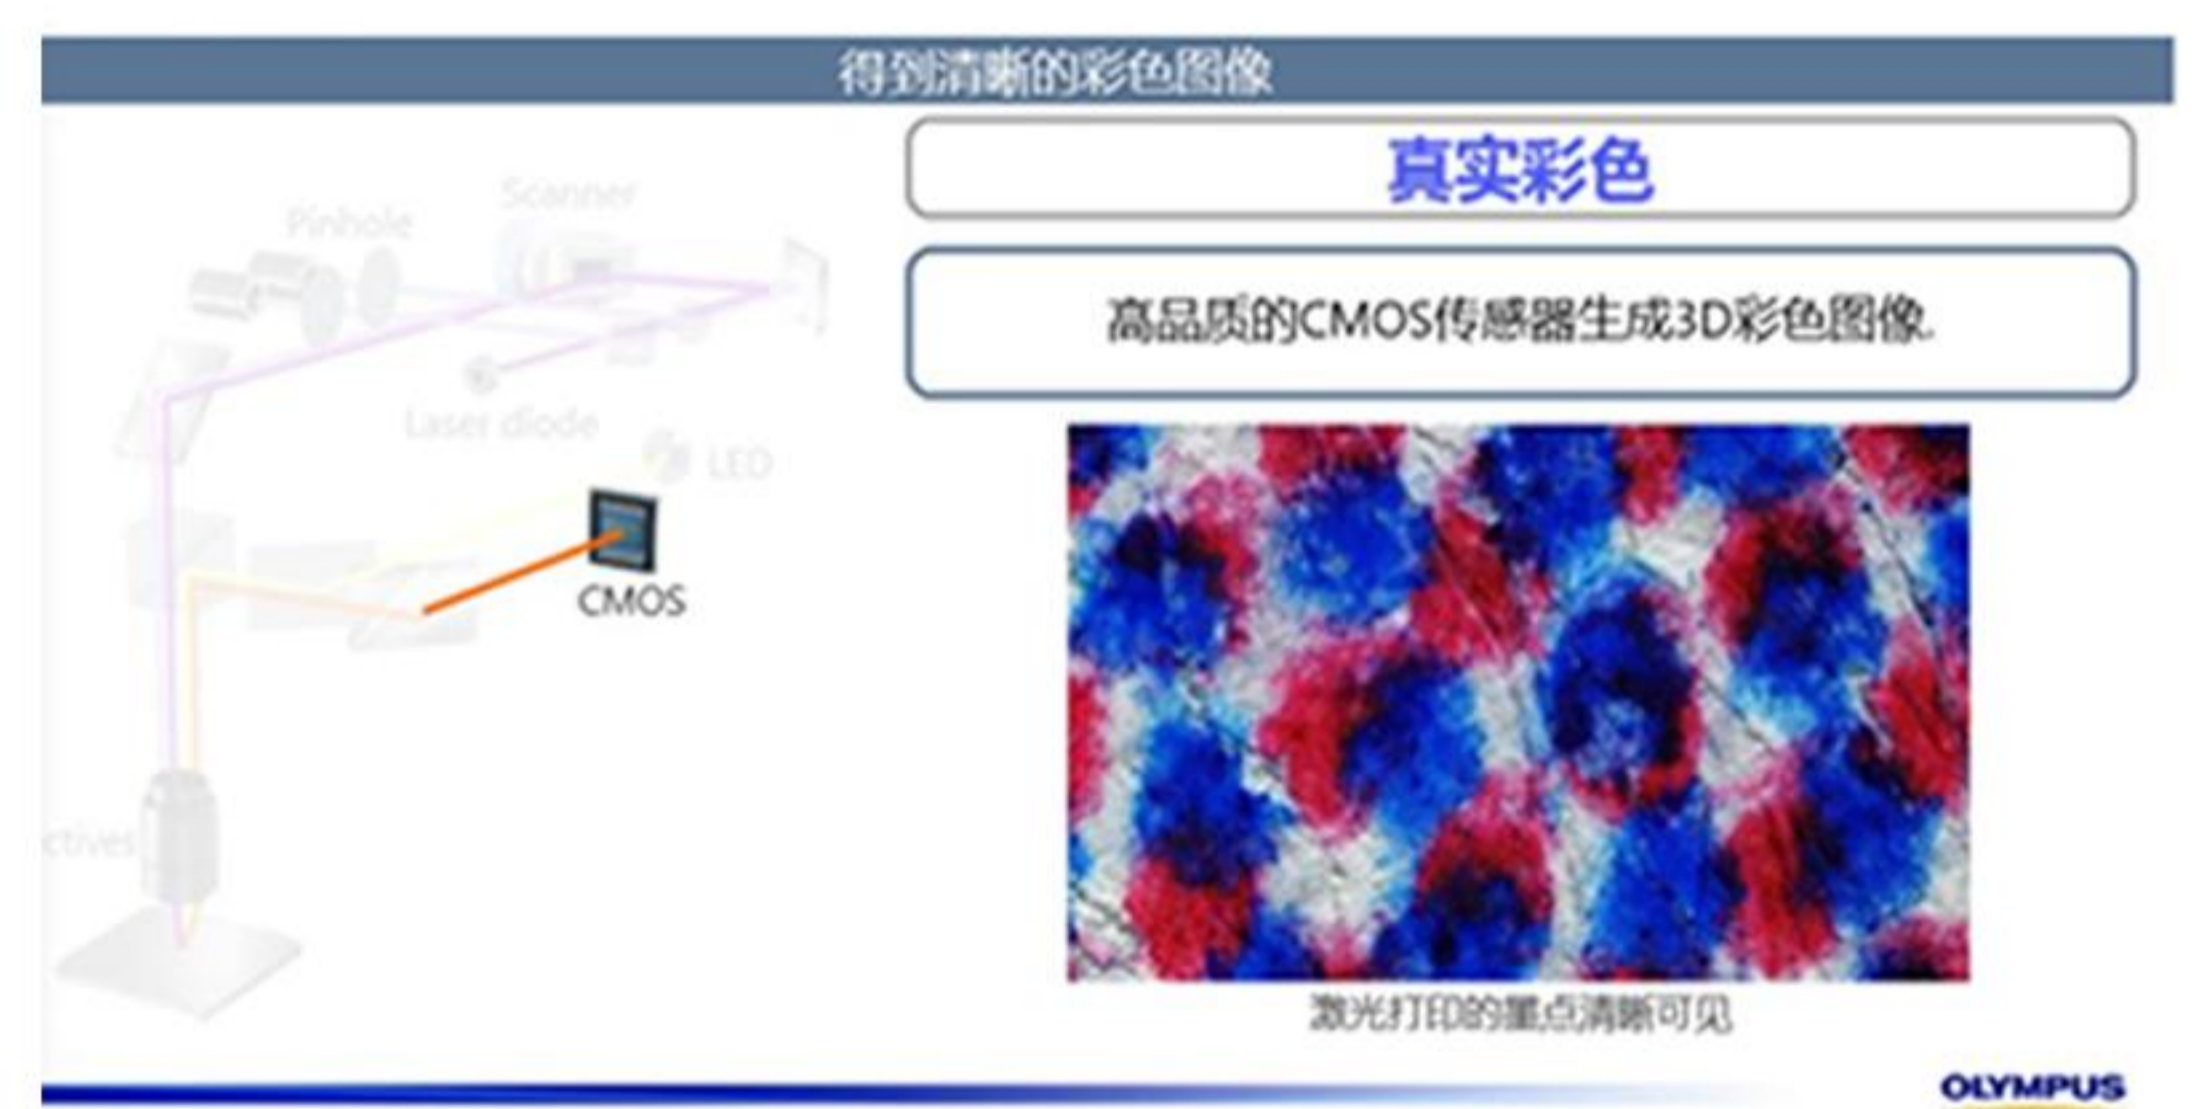 得到清晰的彩色图像
真实彩色
Scanner
Pinhole
高品质的CMOS传感器生成3D彩色图像.
Laser diode
LED
CMOS
ctives
激光打印的墨点清晰可见
OLYMPUS